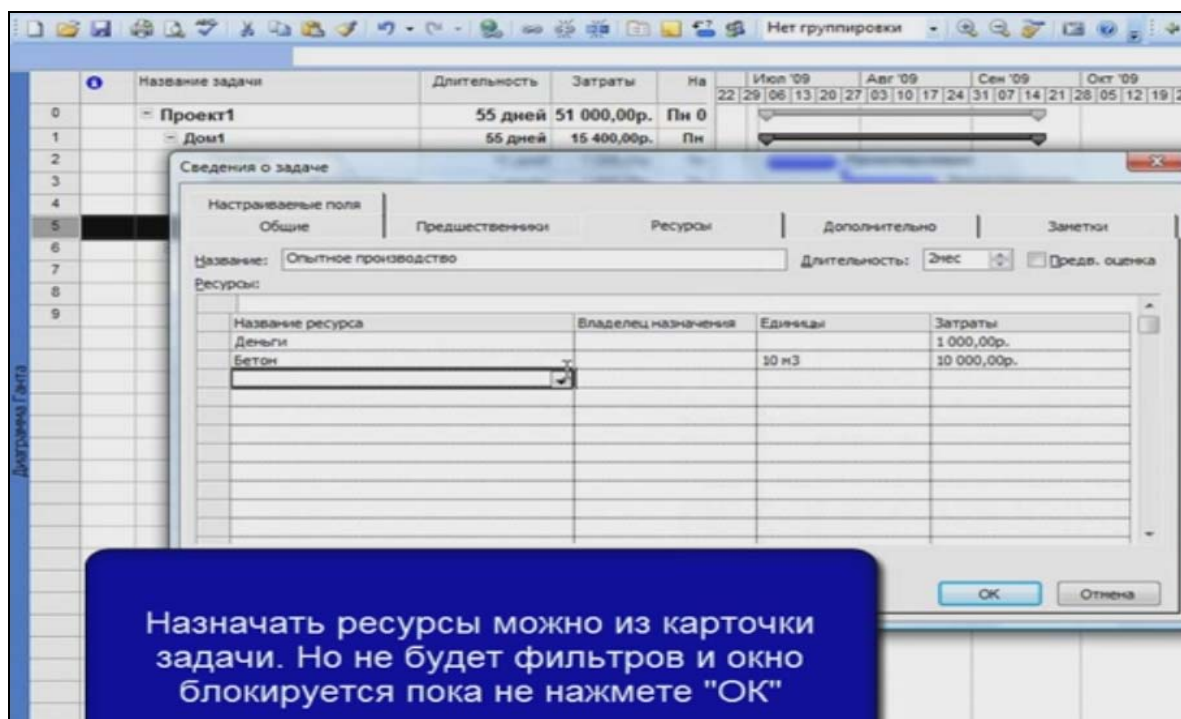 Нет группировки
Название задачи Длительность Затраты На Июл '09 Авг '09 Сен '09 Окт '09
22 29 06 13 20 27 03 10 17 24 31 07 14 21 28 05 12 19
0 Проект1 55 дней 51 000,00р. Пн 0
1 Дом1 55 дней 15 400,00р. Пн
2
3
4
5
6
7
8
9
Сведения о задаче
Настраиваемые поля
Общие Предшественники Ресурсы Дополнительно Заметки
Название: Опытное производство Длительность: 2мес Предв. оценка
Ресурсы:
Название ресурса Владелец назначения Единицы Затраты
Деньги 1 000,00р.
Бетон 10 м3 10 000,00р.
OK Отмена
Диаграмма Ганта
Назначать ресурсы можно из карточки
задачи. Но не будет фильтров и окно
блокируется пока не нажмете "ОК"